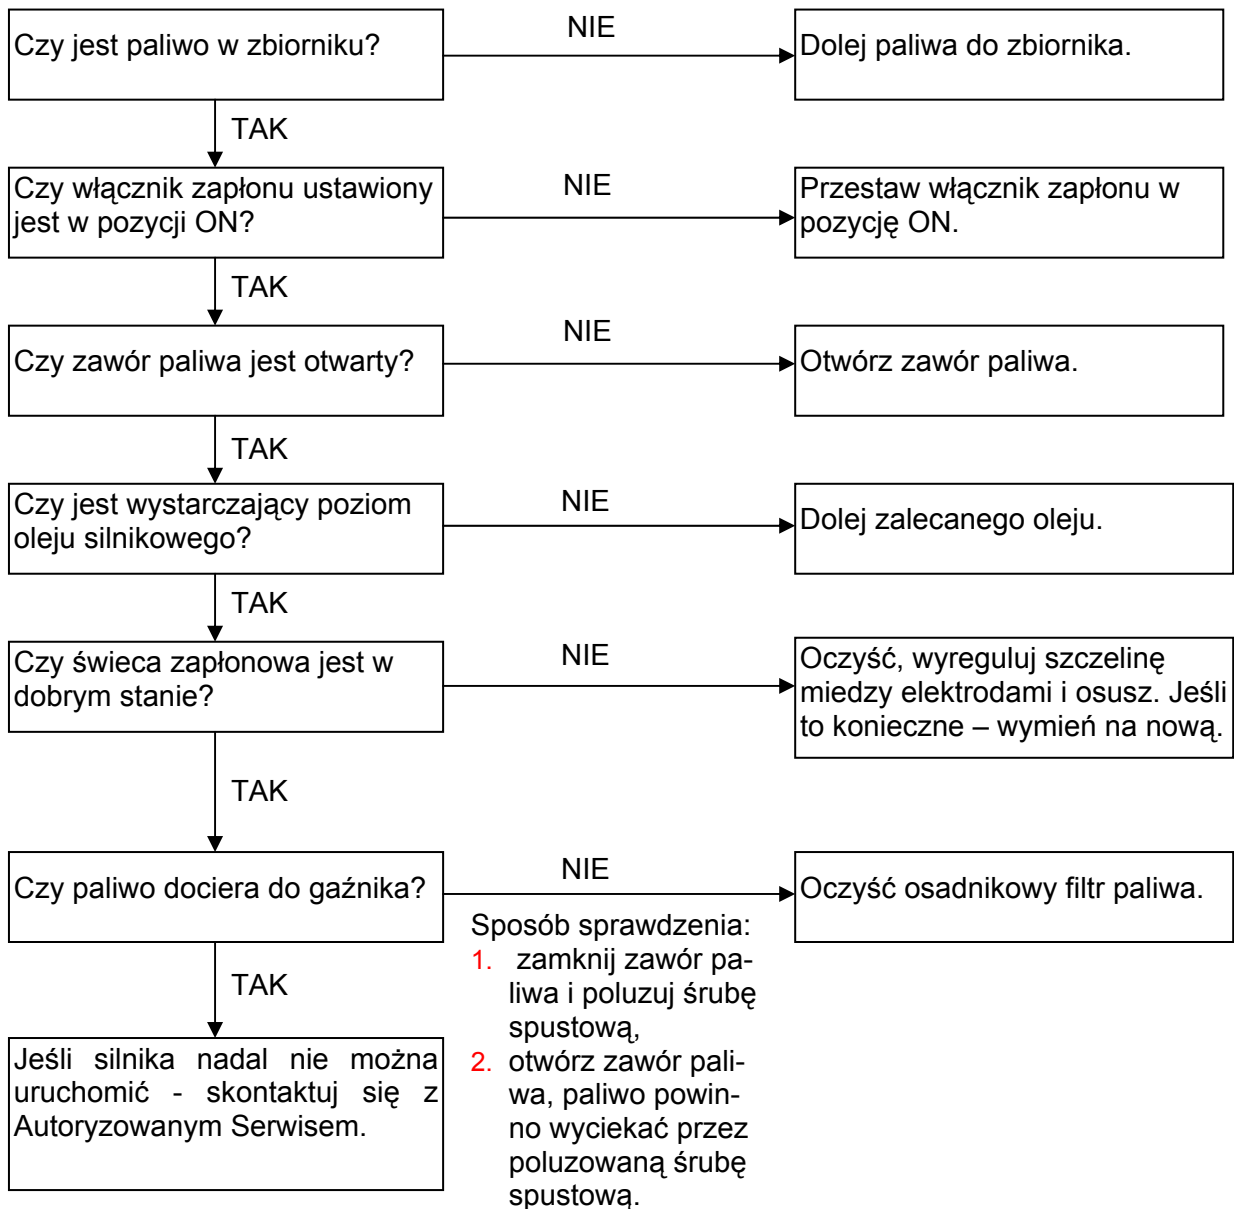 Czy jest paliwo w zbiorniku?
NIE
Dolej paliwa do zbiornika.
TAK
Czy włącznik zapłonu ustawiony
jest w pozycji ON?
NIE
Przestaw włącznik zapłonu w
pozycję ON.
TAK
Czy zawór paliwa jest otwarty?
NIE
Otwórz zawór paliwa.
TAK
Czy jest wystarczający poziom
oleju silnikowego?
NIE
Dolej zalecanego oleju.
TAK
Czy świeca zapłonowa jest w
dobrym stanie?
NIE
Oczyść, wyreguluj szczelinę
miedzy elektrodami i osusz. Jeśli
to konieczne – wymień na nową.
TAK
Czy paliwo dociera do gaźnika?
NIE
Oczyść osadnikowy filtr paliwa.
Sposób sprawdzenia:
1. zamknij zawór pa-
liwa i poluzuj śrubę
spustową,
2. otwórz zawór pali-
wa, paliwo powin-
no wyciekać przez
poluzowaną śrubę
spustową.
TAK
Jeśli silnika nadal nie można
uruchomić - skontaktuj się z
Autoryzowanym Serwisem.